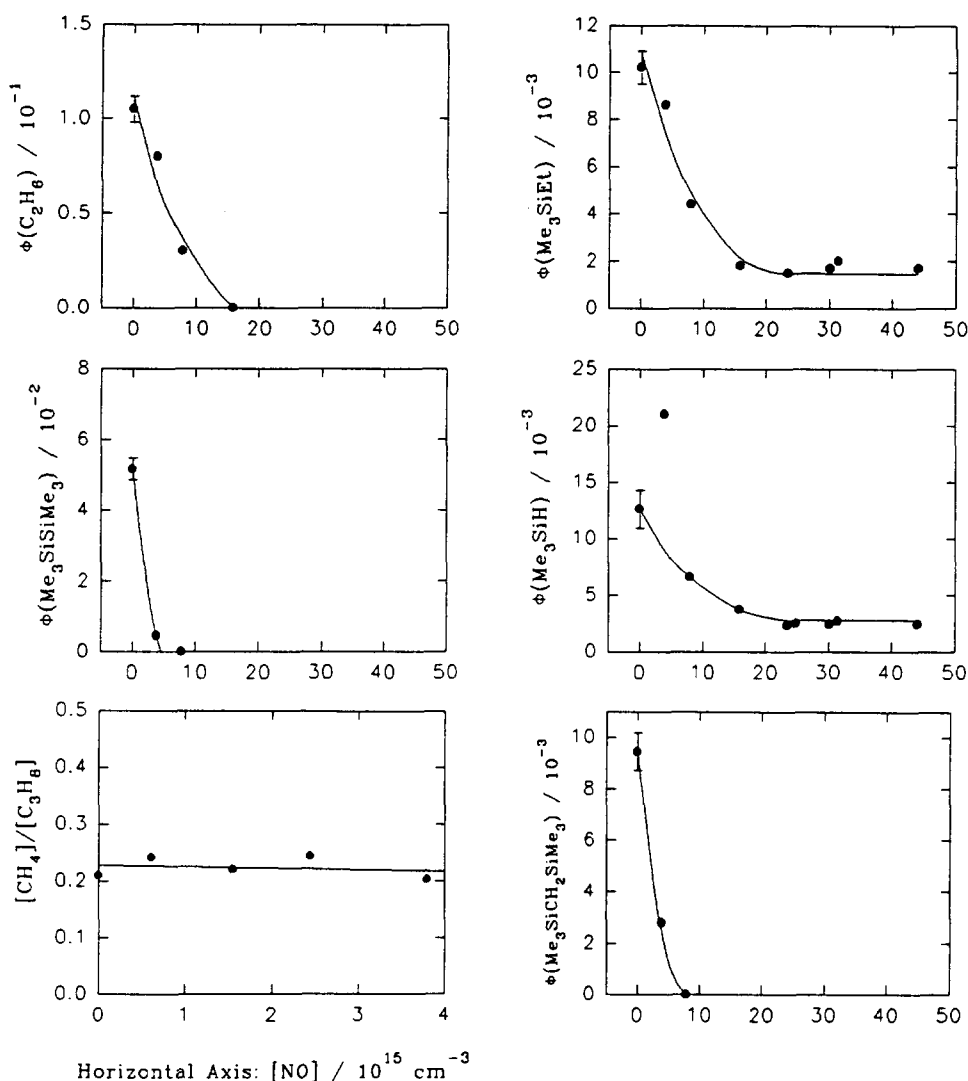 1.5
1.0
0.5
0.0
Φ(C₂H₆) / 10⁻¹
0 10 20 30 40 50
12
10
8
6
4
2
0
Φ(Me₃SiEt) / 10⁻³
0 10 20 30 40 50
8
6
4
2
0
Φ(Me₃SiSiMe₃) / 10⁻²
0 10 20 30 40 50
25
20
15
10
5
0
Φ(Me₃SiH) / 10⁻³
0 10 20 30 40 50
0.5
0.4
0.3
0.2
0.1
0.0
[CH₄]/[C₃H₈]
0 1 2 3 4
10
8
6
4
2
0
Φ(Me₃SiCH₂SiMe₃) / 10⁻³
0 10 20 30 40 50
Horizontal Axis: [NO] / 10¹⁵ cm⁻³